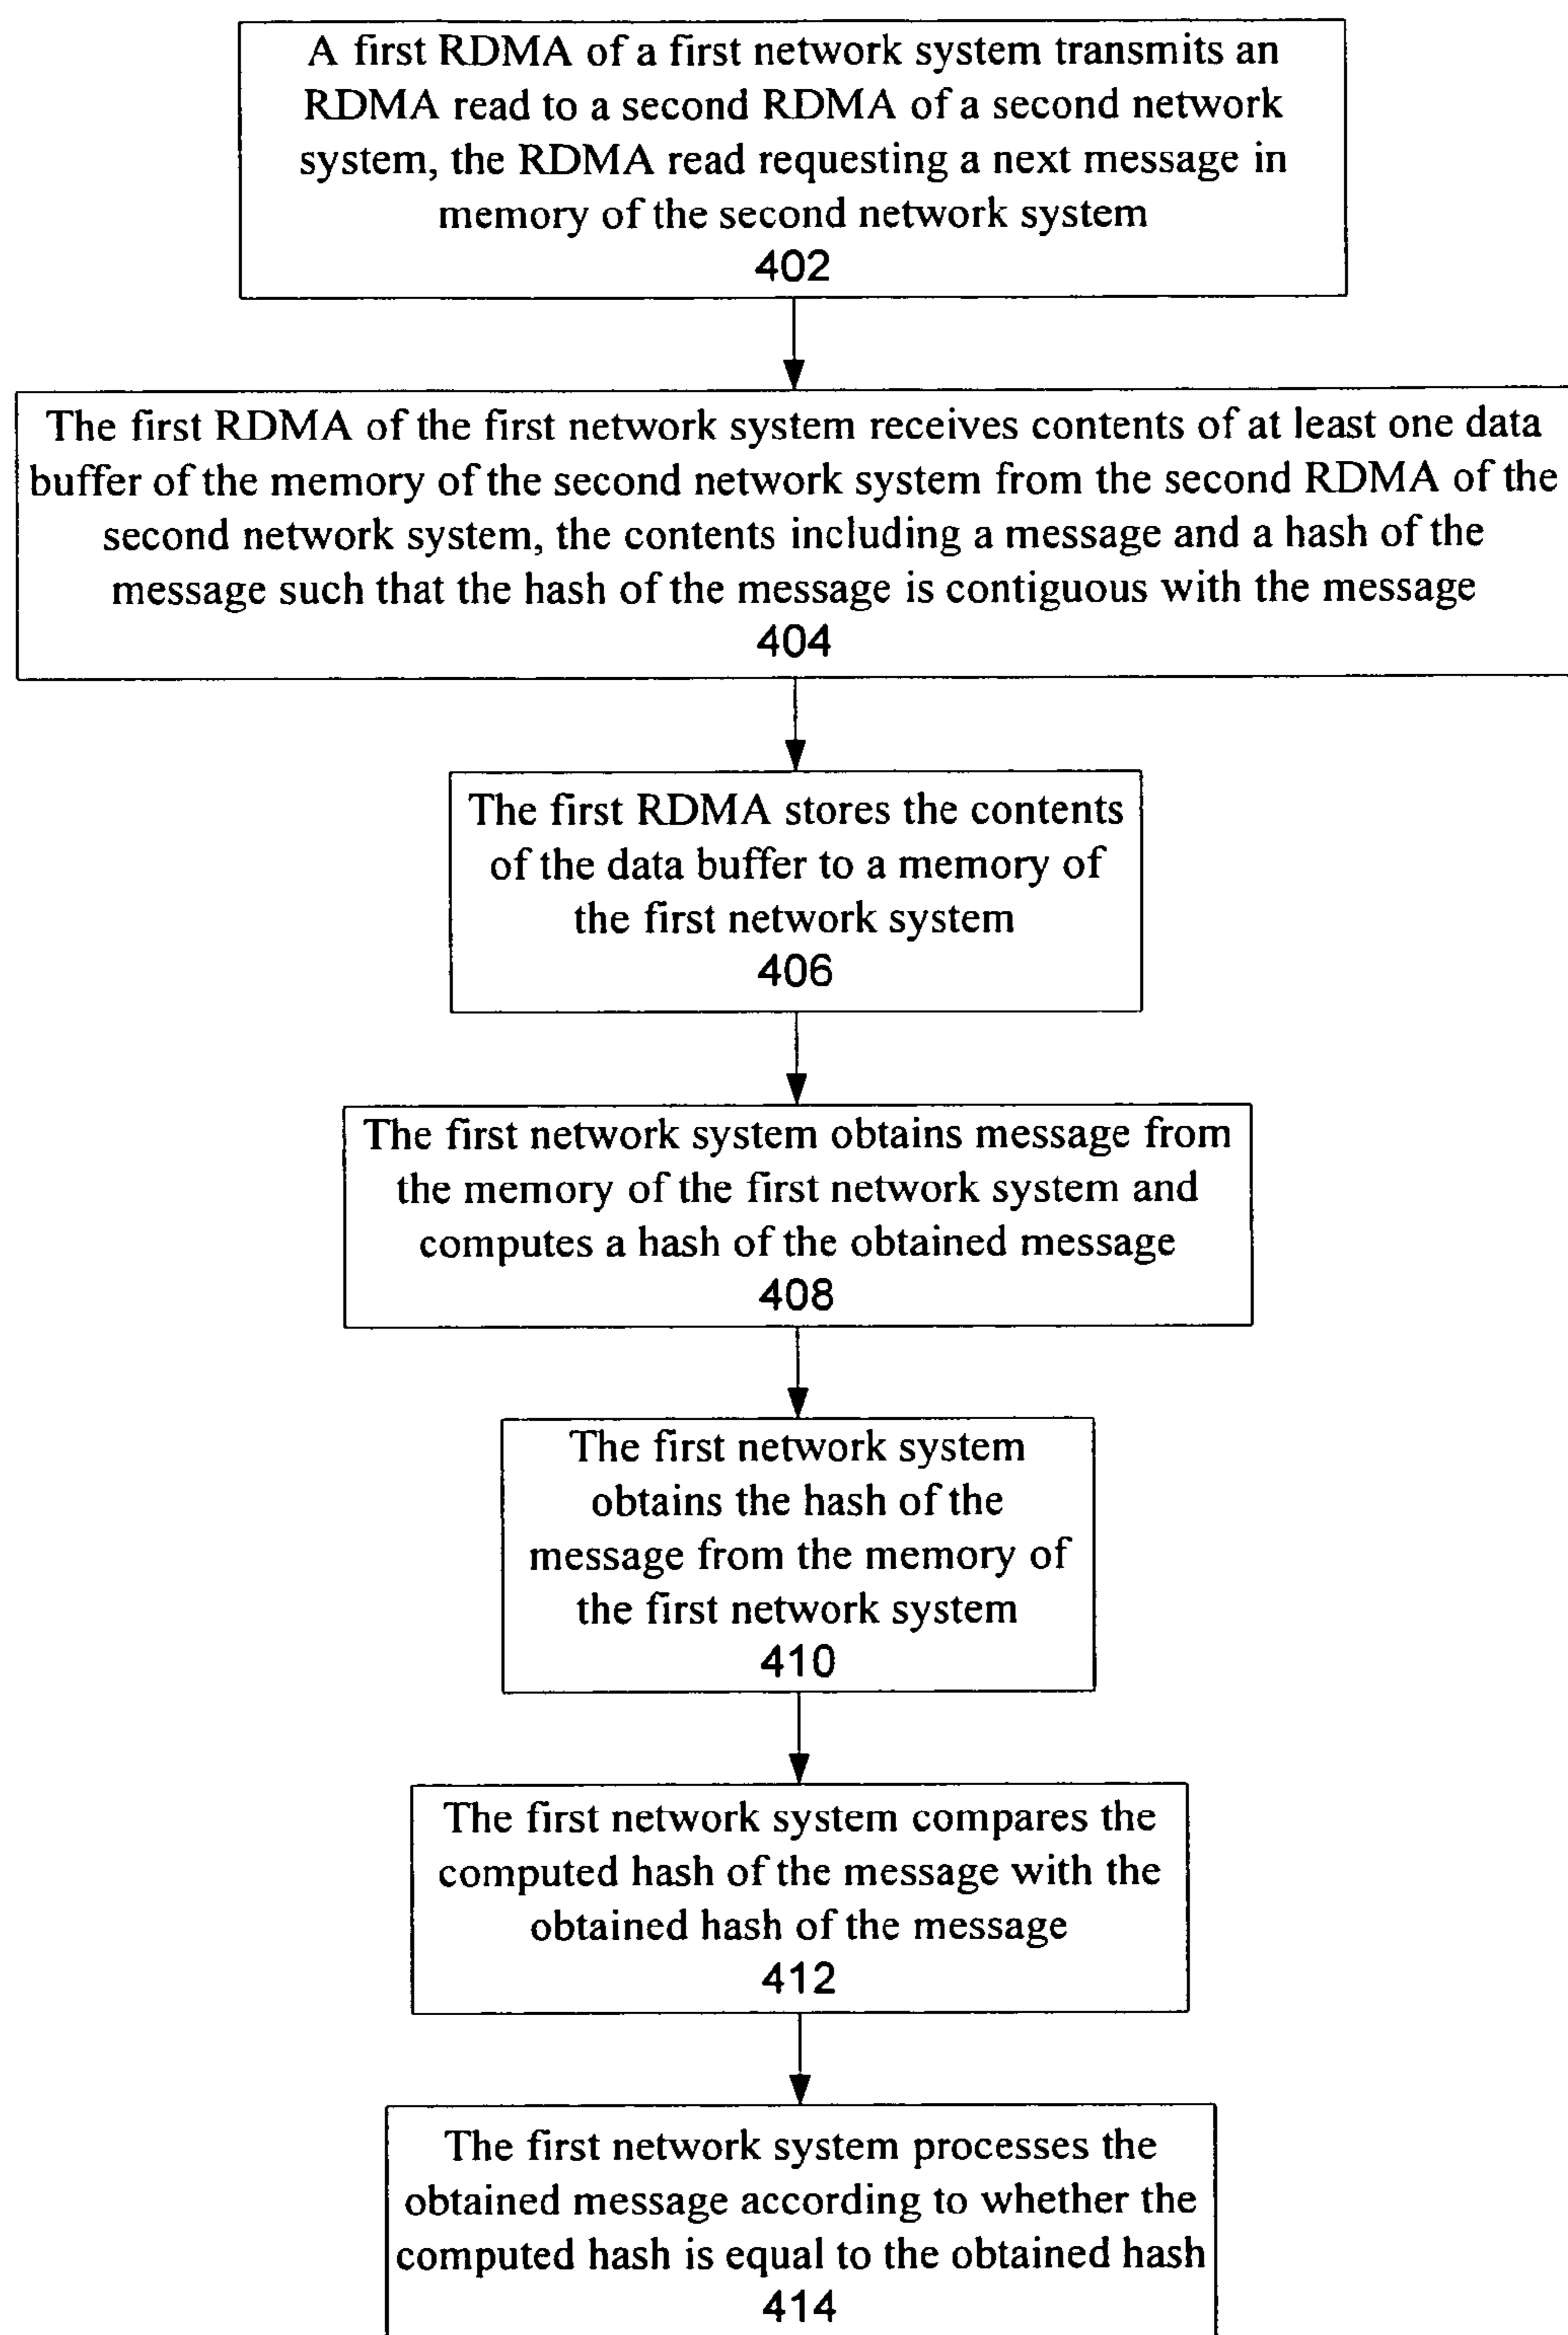 A first RDMA of a first network system transmits an
RDMA read to a second RDMA of a second network
system, the RDMA read requesting a next message in
memory of the second network system
402
The first RDMA of the first network system receives contents of at least one data
buffer of the memory of the second network system from the second RDMA of the
second network system, the contents including a message and a hash of the
message such that the hash of the message is contiguous with the message
404
The first RDMA stores the contents
of the data buffer to a memory of
the first network system
406
The first network system obtains message from
the memory of the first network system and
computes a hash of the obtained message
408
The first network system
obtains the hash of the
message from the memory of
the first network system
410
The first network system compares the
computed hash of the message with the
obtained hash of the message
412
The first network system processes the
obtained message according to whether the
computed hash is equal to the obtained hash
414